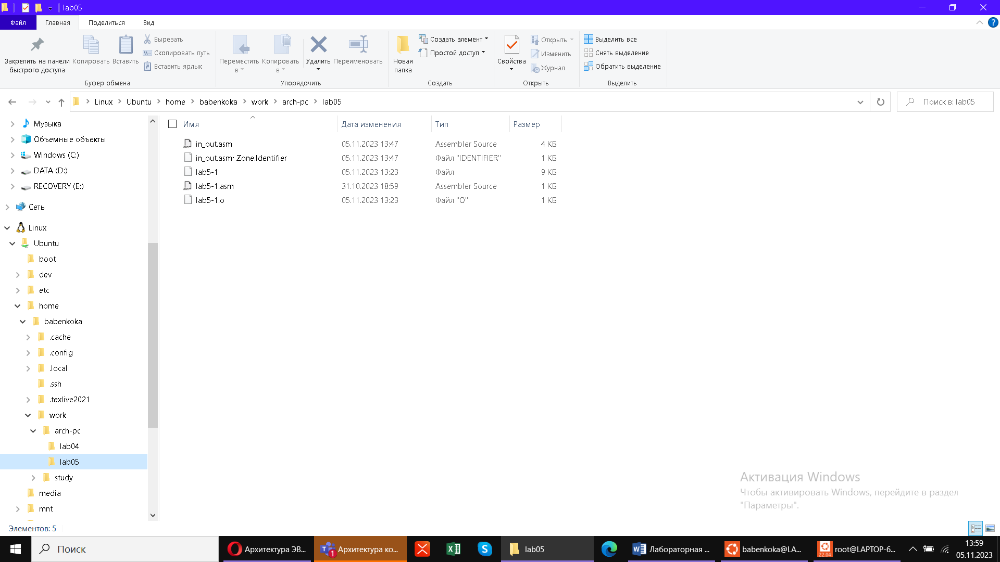 lab05
Файл Главная Поделиться Вид
Закрепить на панели быстрого доступа
Копировать
Вставить
Вырезать
Скопировать путь
Вставить ярлык
Буфер обмена
Переместить в
Копировать в
Удалить
Переименовать
Упорядочить
Новая папка
Создать элемент
Простой доступ
Создать
Свойства
Открыть
Изменить
Журнал
Открыть
Выделить все
Снять выделение
Обратить выделение
Выделить
Linux Ubuntu home babenkoka work arch-pc lab05
Поиск в: lab05
Музыка
Объемные объекты
Windows (C:)
DATA (D:)
RECOVERY (E:)
Сеть
Linux
Ubuntu
boot
dev
etc
home
babenkoka
.cache
.config
.local
.ssh
.texlive2021
work
arch-pc
lab04
lab05
study
media
mnt
Имя Дата изменения Тип Размер
in_out.asm 05.11.2023 13:47 Assembler Source 4 КБ
in_out.asm· Zone.Identifier 05.11.2023 13:47 Файл "IDENTIFIER" 1 КБ
lab5-1 05.11.2023 13:23 Файл 9 КБ
lab5-1.asm 31.10.2023 18:59 Assembler Source 1 КБ
lab5-1.o 05.11.2023 13:23 Файл "O" 1 КБ
Активация Windows
Чтобы активировать Windows, перейдите в раздел
"Параметры".
Элементов: 5
Поиск
Архитектура ЭВ...
Архитектура ко...
lab05
Лабораторная ...
babenkoka@LA...
root@LAPTOP-6...
13:59
05.11.2023